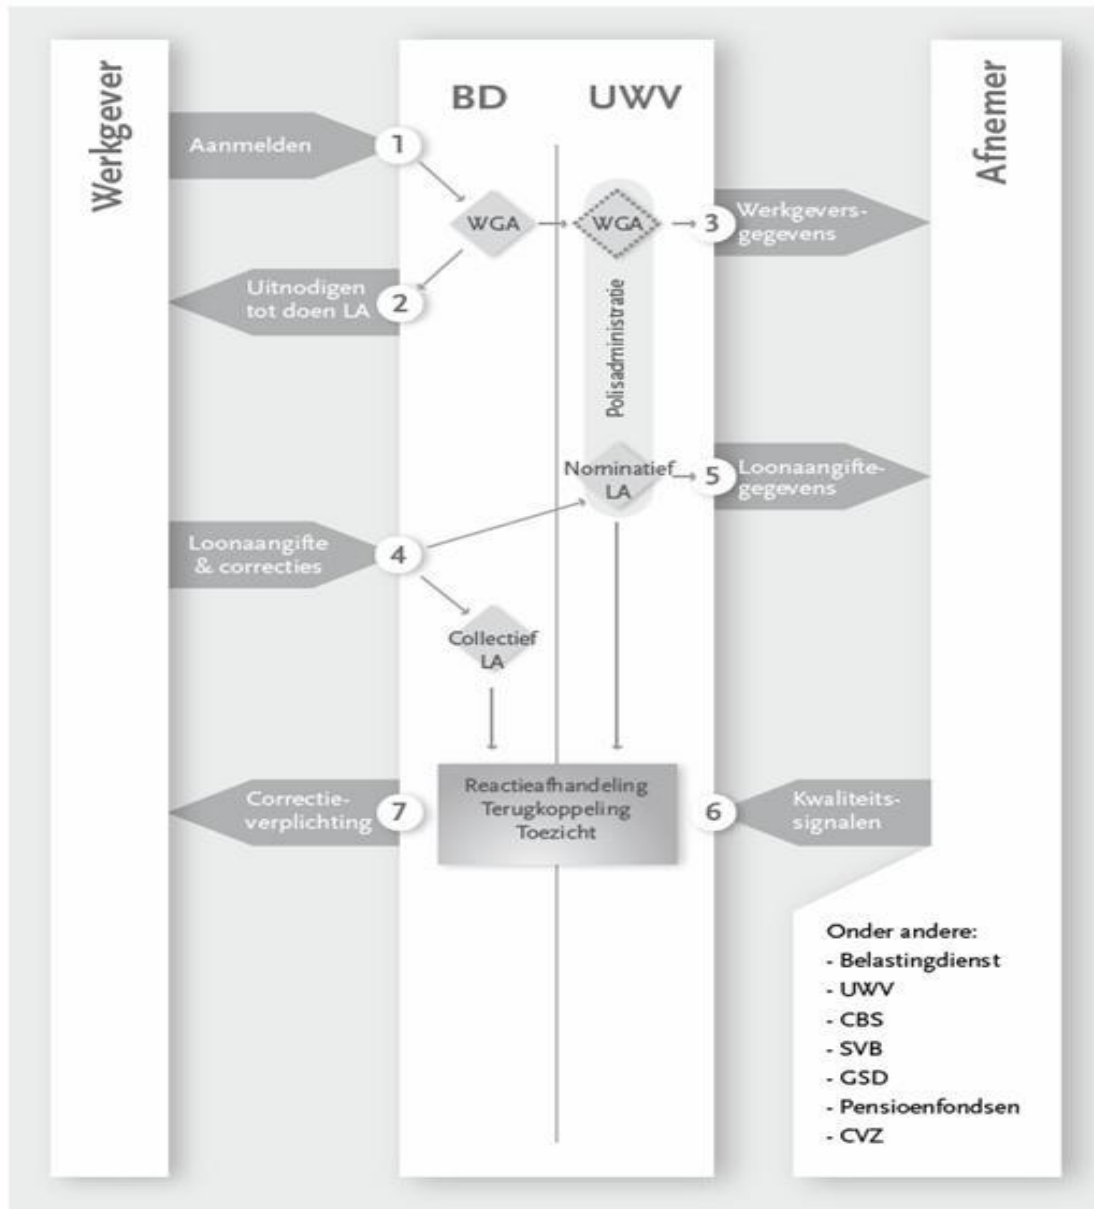 Werkgever
BD
UWV
Afnemer
Aanmelden
1
WGA
WGA
3
Werkgevers-
gegevens
Uitnodigen
tot doen LA
2
Polisadministratie
Nominatief
LA
5
Loonaangifte-
gegevens
Loonaangifte
& correcties
4
Collectief
LA
Correctie-
verplichting
7
Reactieafhandeling
Terugkoppeling
Toezicht
6
Kwaliteits-
signalen
Onder andere:
- Belastingdienst
- UWV
- CBS
- SVB
- GSD
- Pensioenfondsen
- CVZ